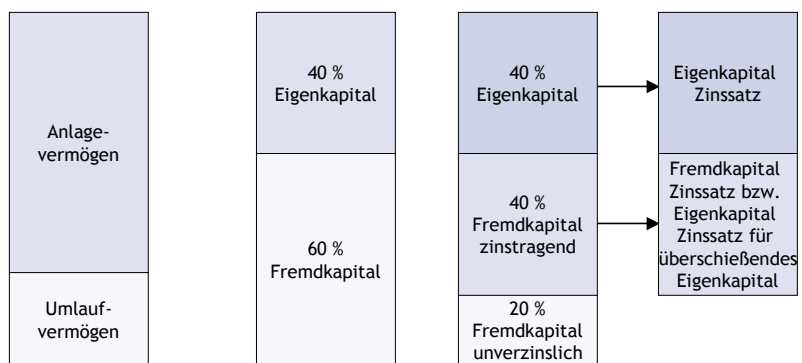 Anlage-
vermögen
Umlauf-
vermögen
40 %
Eigenkapital
60 %
Fremdkapital
40 %
Eigenkapital
40 %
Fremdkapital
zinstragend
20 %
Fremdkapital
unverzinslich
Eigenkapital
Zinssatz
Fremdkapital
Zinssatz bzw.
Eigenkapital
Zinssatz für
überschießendes
Eigenkapital